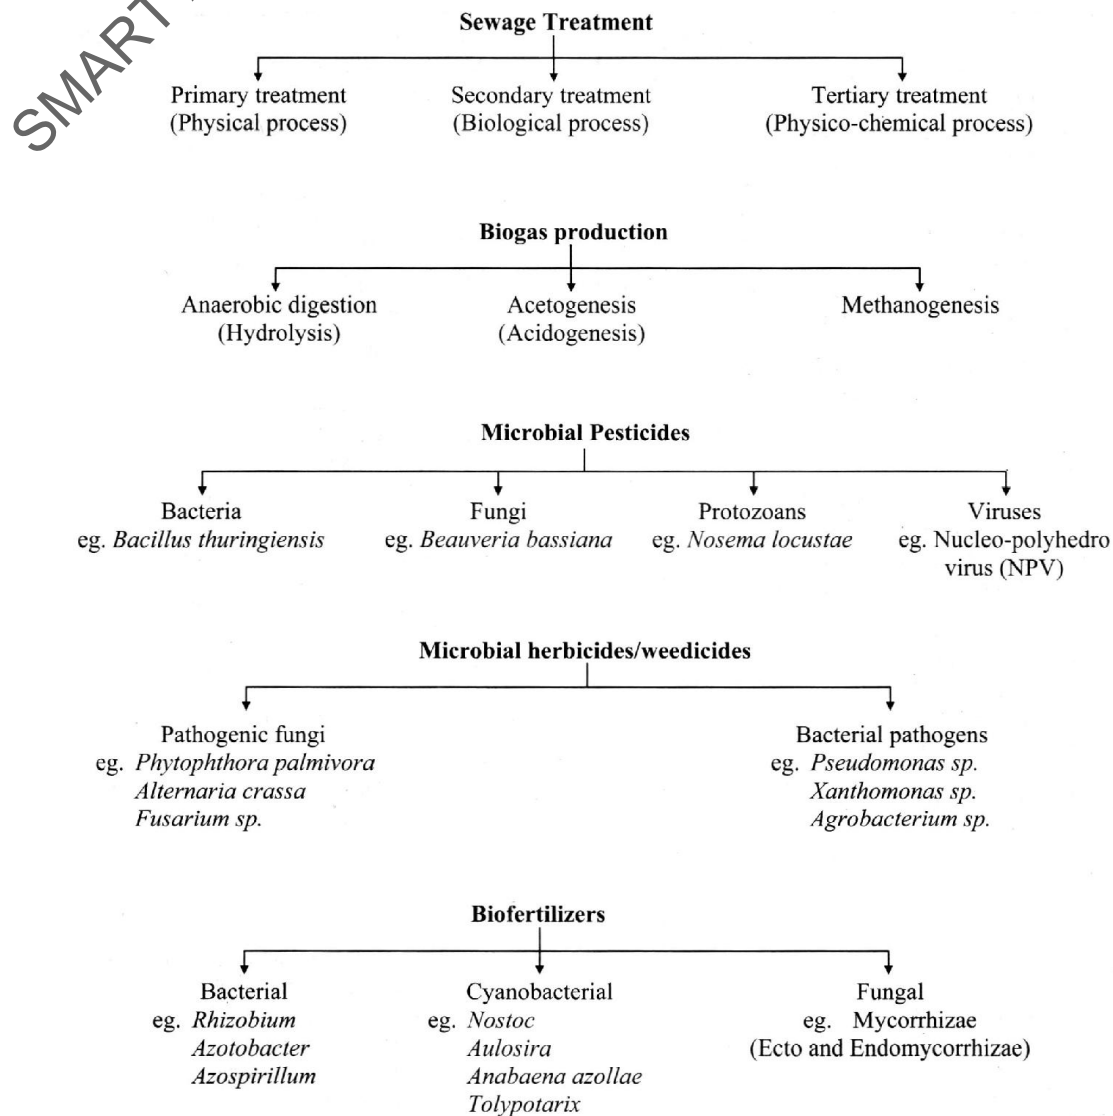 SMART
Sewage Treatment
Primary treatment
(Physical process)
Secondary treatment
(Biological process)
Tertiary treatment
(Physico-chemical process)
Biogas production
Anaerobic digestion
(Hydrolysis)
Acetogenesis
(Acidogenesis)
Methanogenesis
Microbial Pesticides
Bacteria
eg. Bacillus thuringiensis
Fungi
eg. Beauveria bassiana
Protozoans
eg. Nosema locustae
Viruses
eg. Nucleo-polyhedro
virus (NPV)
Microbial herbicides/weedicides
Pathogenic fungi
eg. Phytophthora palmivora
Alternaria crassa
Fusarium sp.
Bacterial pathogens
eg. Pseudomonas sp.
Xanthomonas sp.
Agrobacterium sp.
Biofertilizers
Bacterial
eg. Rhizobium
Azotobacter
Azospirillum
Cyanobacterial
eg. Nostoc
Aulosira
Anabaena azollae
Tolypotarix
Fungal
eg. Mycorrhizae
(Ecto and Endomycorrhizae)